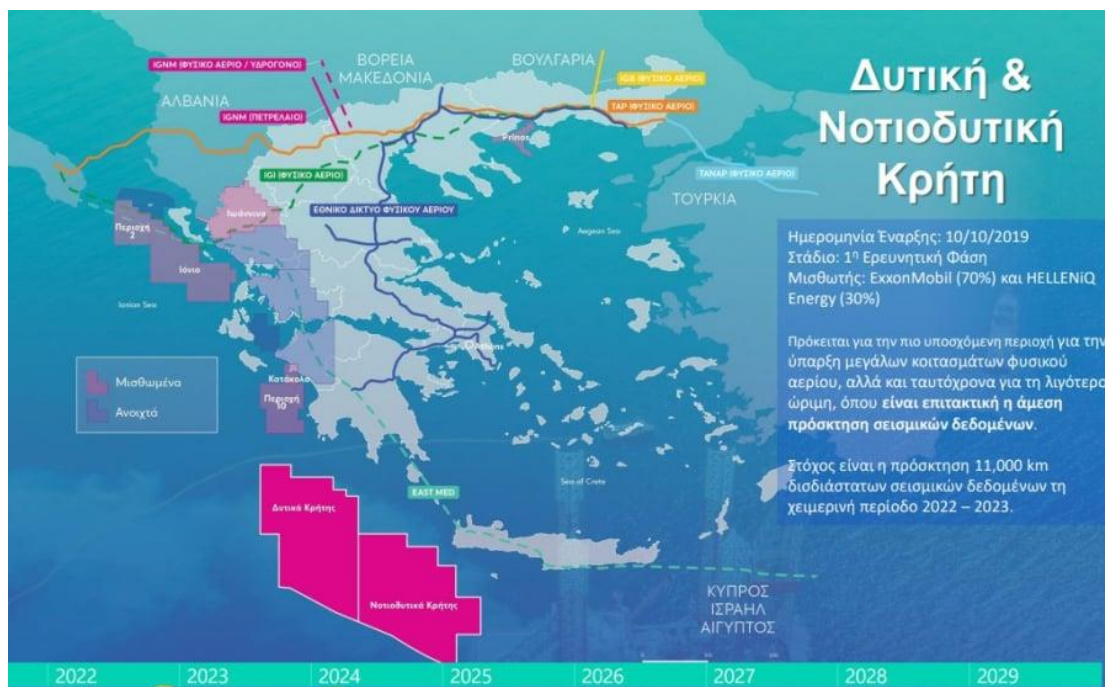 Δυτική &
Νοτιοδυτική
Κρήτη
Ημερομηνία Έναρξης: 10/10/2019
Στάδιο: 1η Ερευνητική Φάση
Μισθωτής: ExxonMobil (70%) και HELLENiQ
Energy (30%)
Πρόκειται για την πιο υποσχόμενη περιοχή για την
ύπαρξη μεγάλων κοιτασμάτων φυσικού
αερίου, αλλά και ταυτόχρονα για τη λιγότερο
ώριμη, όπου είναι επιτακτική η άμεση
πρόσκτηση σεισμικών δεδομένων.
Στόχος είναι η πρόσκτηση 11,000 km
δισδιάστατων σεισμικών δεδομένων τη
χειμερινή περίοδο 2022 – 2023.
IGNM (ΦΥΣΙΚΟ ΑΕΡΙΟ / ΥΔΡΟΓΟΝΟ)
ΒΟΡΕΙΑ
ΜΑΚΕΔΟΝΙΑ
ΒΟΥΛΓΑΡΙΑ
IGB (ΦΥΣΙΚΟ ΑΕΡΙΟ)
ΑΛΒΑΝΙΑ
IGNM (ΠΕΤΡΕΛΑΙΟ)
TAP (ΦΥΣΙΚΟ ΑΕΡΙΟ)
Prinos
IGI (ΦΥΣΙΚΟ ΑΕΡΙΟ)
TANAP (ΦΥΣΙΚΟ ΑΕΡΙΟ)
ΤΟΥΡΚΙΑ
Ιωάννινα
ΕΘΝΙΚΟ ΔΙΚΤΥΟ ΦΥΣΙΚΟΥ ΑΕΡΙΟΥ
Περιοχή
2
Aegean Sea
Ιόνιο
Ionian Sea
Athens
Μισθωμένα
Ανοιχτά
Κατάκολο
Περιοχή
10
Sea of Crete
EAST MED
Δυτικά Κρήτης
Νοτιοδυτικά Κρήτης
ΚΥΠΡΟΣ
ΙΣΡΑΗΛ
ΑΙΓΥΠΤΟΣ
2022 2023 2024 2025 2026 2027 2028 2029